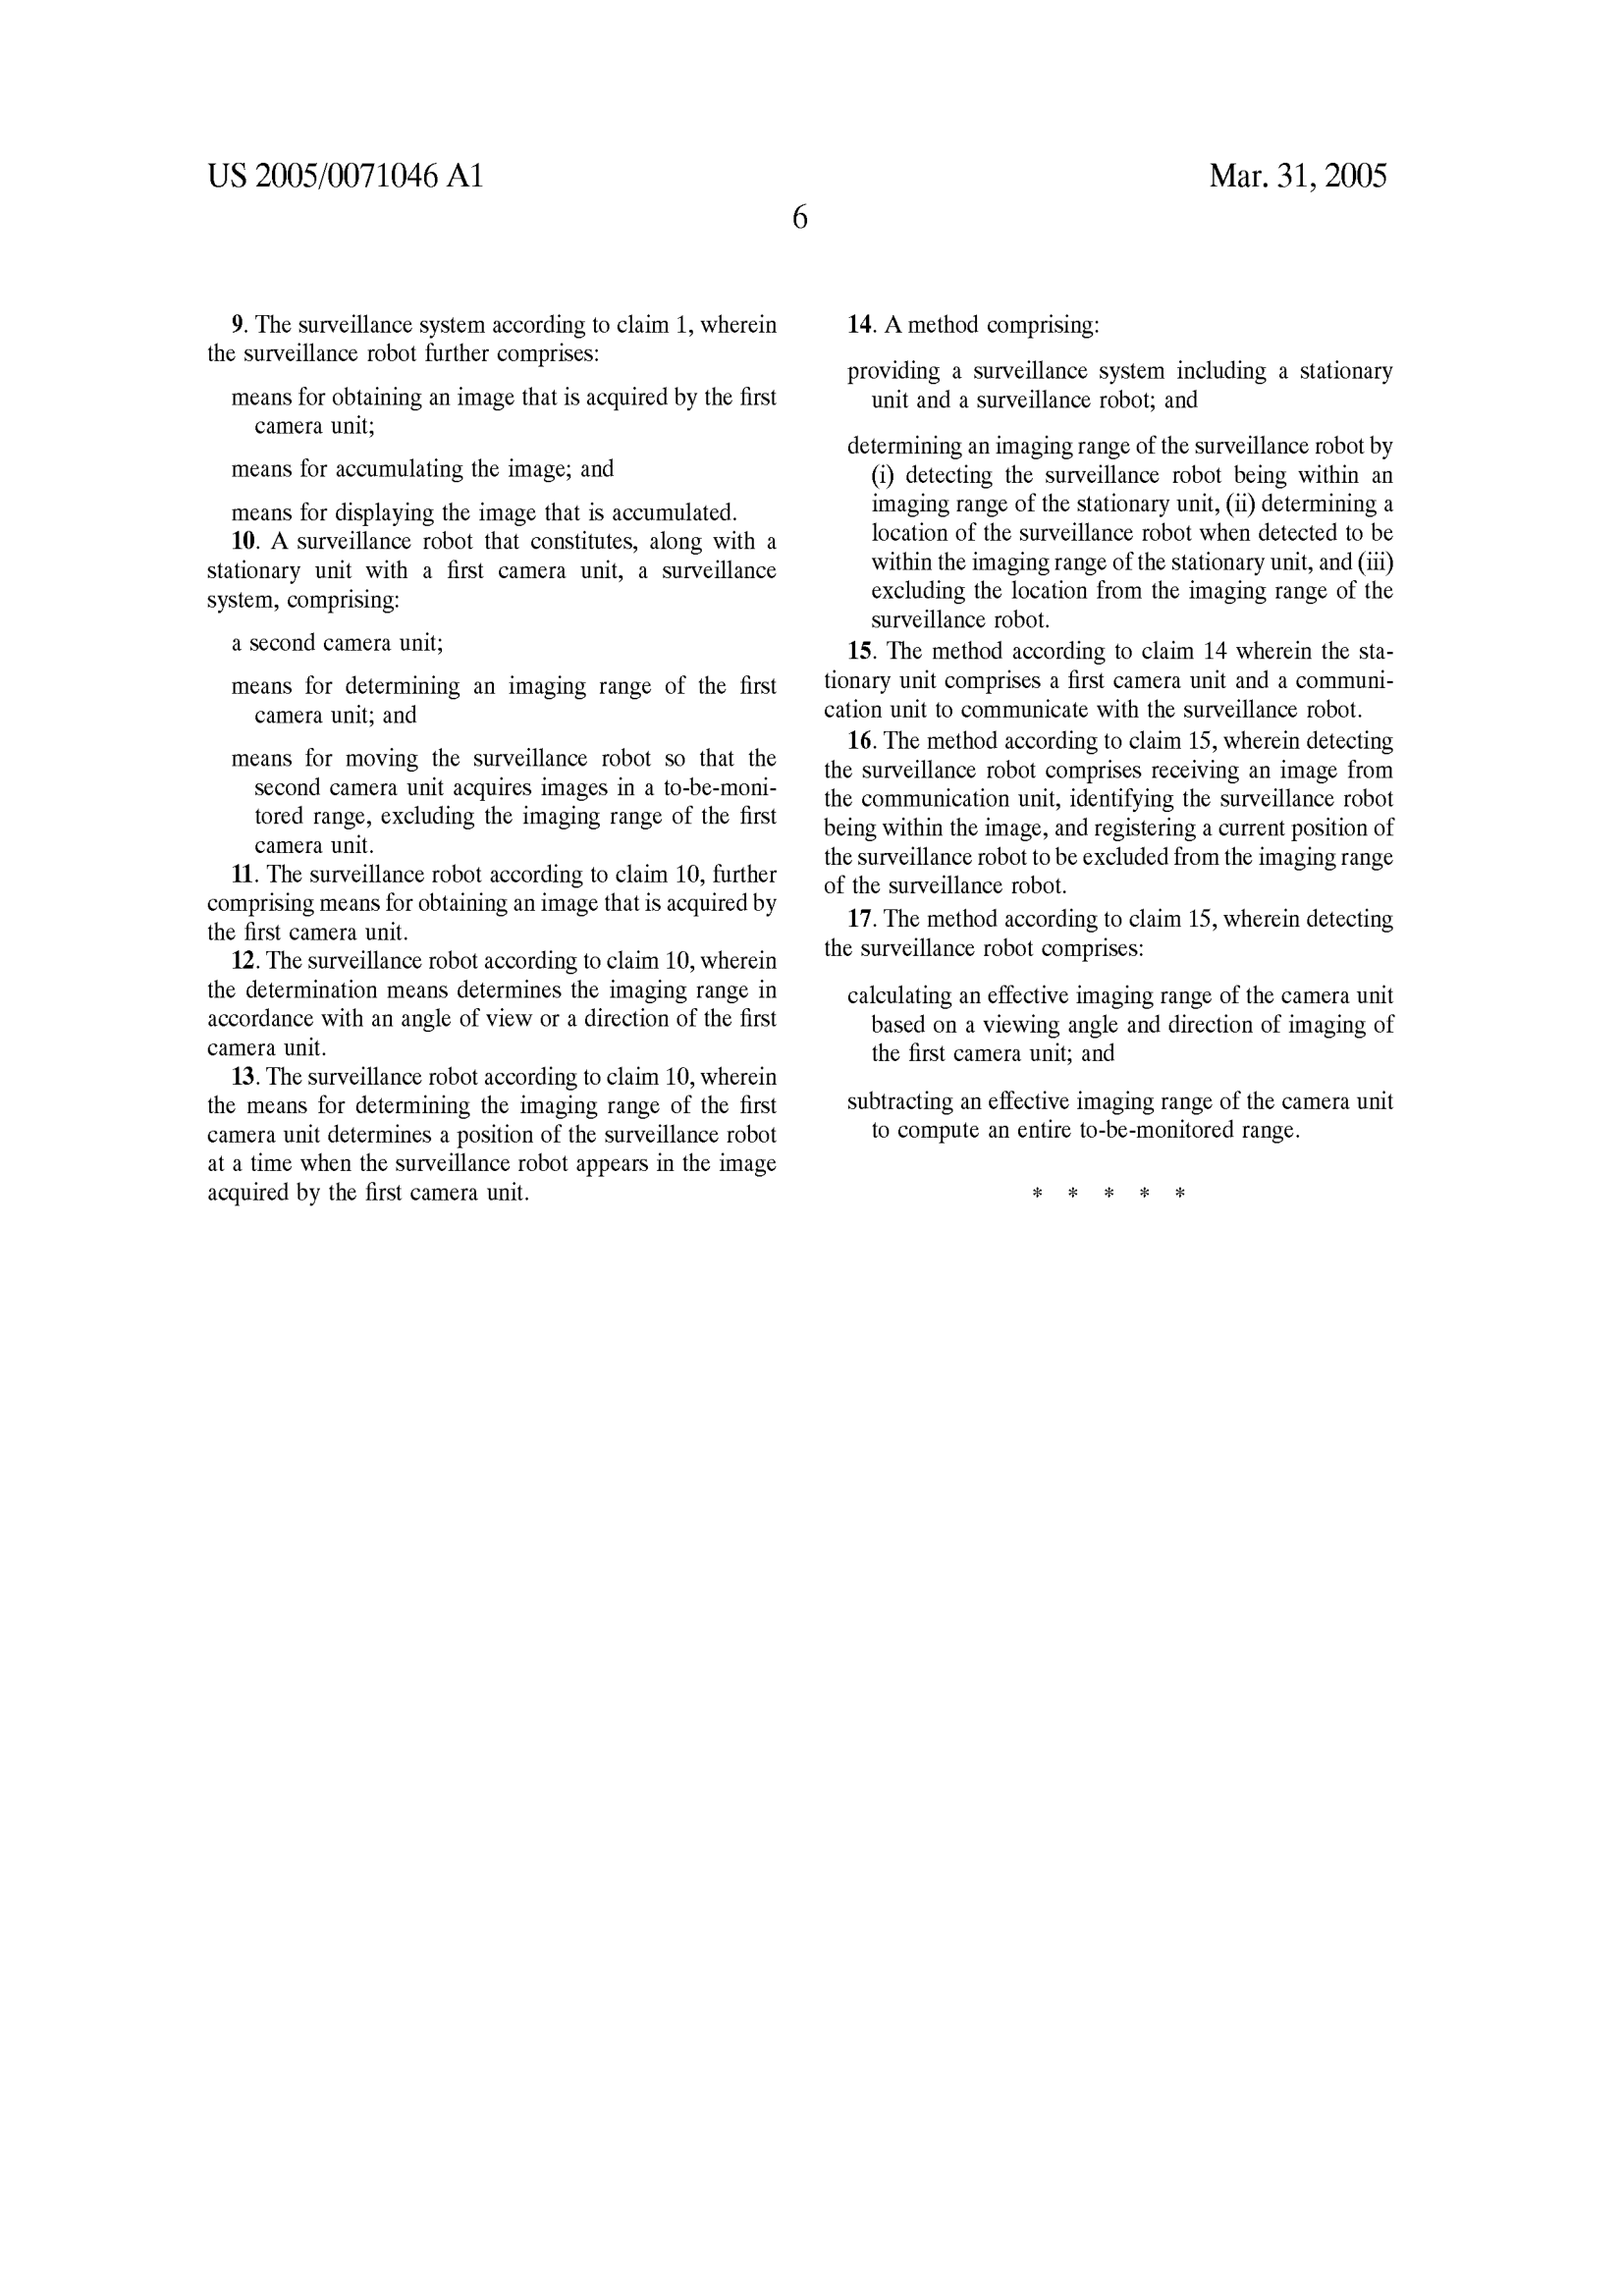 US 2005/0071046 A1
Mar. 31, 2005
6
9. The surveillance system according to claim 1, wherein
the surveillance robot further comprises:
means for obtaining an image that is acquired by the first
camera unit;
means for accumulating the image; and
means for displaying the image that is accumulated.
10. A surveillance robot that constitutes, along with a
stationary unit with a first camera unit, a surveillance
system, comprising:
a second camera unit;
means for determining an imaging range of the first
camera unit; and
means for moving the surveillance robot so that the
second camera unit acquires images in a to-be-moni-
tored range, excluding the imaging range of the first
camera unit.
11. The surveillance robot according to claim 10, further
comprising means for obtaining an image that is acquired by
the first camera unit.
12. The surveillance robot according to claim 10, wherein
the determination means determines the imaging range in
accordance with an angle of view or a direction of the first
camera unit.
13. The surveillance robot according to claim 10, wherein
the means for determining the imaging range of the first
camera unit determines a position of the surveillance robot
at a time when the surveillance robot appears in the image
acquired by the first camera unit.
14. A method comprising:
providing a surveillance system including a stationary
unit and a surveillance robot; and
determining an imaging range of the surveillance robot by
(i) detecting the surveillance robot being within an
imaging range of the stationary unit, (ii) determining a
location of the surveillance robot when detected to be
within the imaging range of the stationary unit, and (iii)
excluding the location from the imaging range of the
surveillance robot.
15. The method according to claim 14 wherein the sta-
tionary unit comprises a first camera unit and a communi-
cation unit to communicate with the surveillance robot.
16. The method according to claim 15, wherein detecting
the surveillance robot comprises receiving an image from
the communication unit, identifying the surveillance robot
being within the image, and registering a current position of
the surveillance robot to be excluded from the imaging range
of the surveillance robot.
17. The method according to claim 15, wherein detecting
the surveillance robot comprises:
calculating an effective imaging range of the camera unit
based on a viewing angle and direction of imaging of
the first camera unit; and
subtracting an effective imaging range of the camera unit
to compute an entire to-be-monitored range.
* * * * *